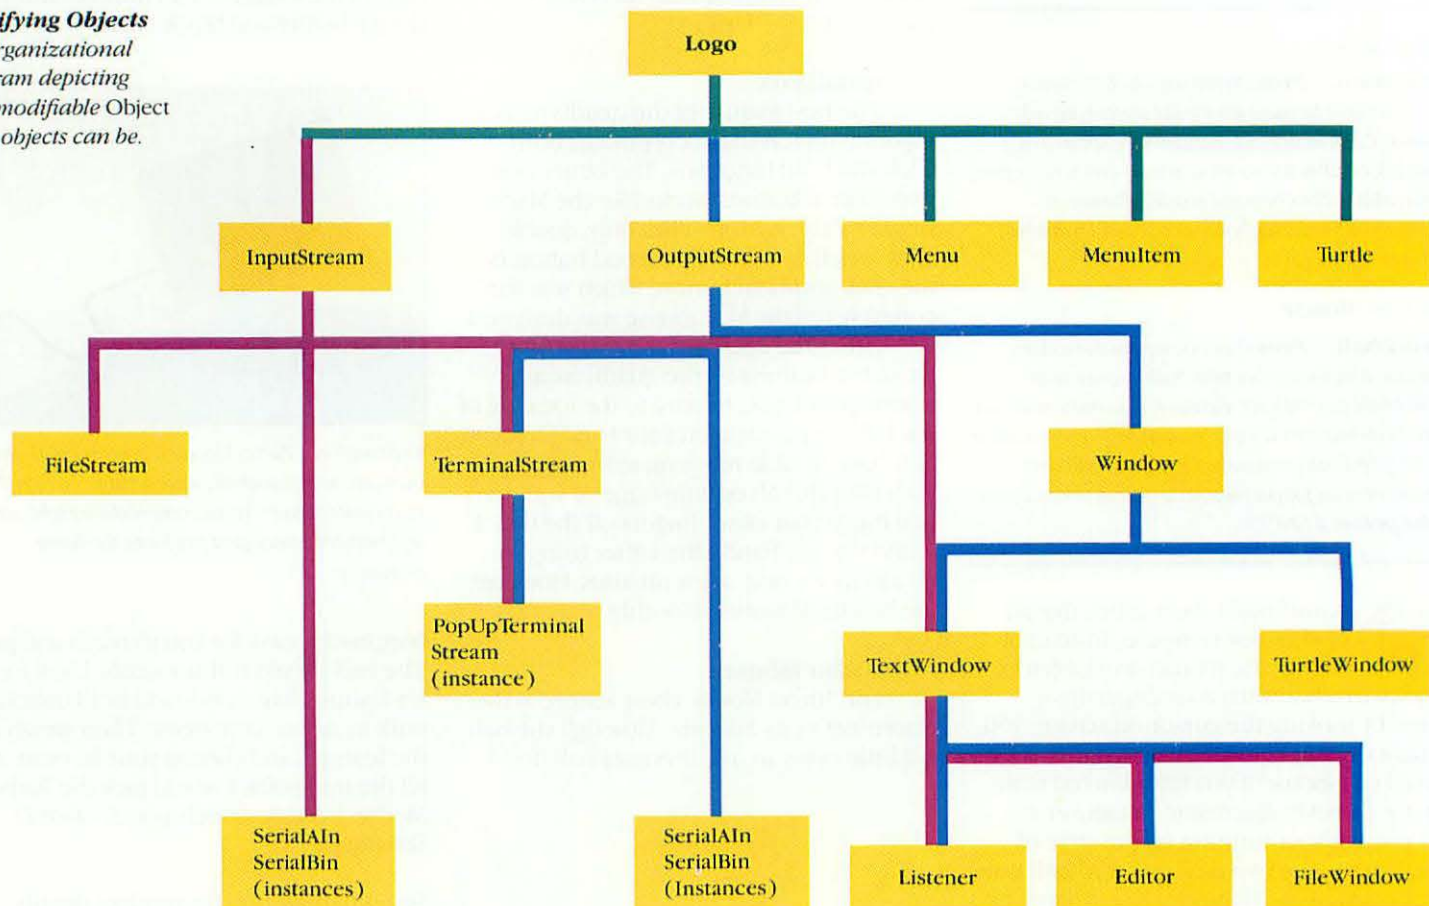 ifying Objects
rganizational
ram depicting
modifiable Object
objects can be.
Logo
InputStream
OutputStream
Menu
MenuItem
Turtle
FileStream
TerminalStream
Window
PopUpTerminal
Stream
(instance)
TextWindow
TurtleWindow
SerialAIn
SerialBin
(instances)
SerialAIn
SerialBin
(Instances)
Listener
Editor
FileWindow